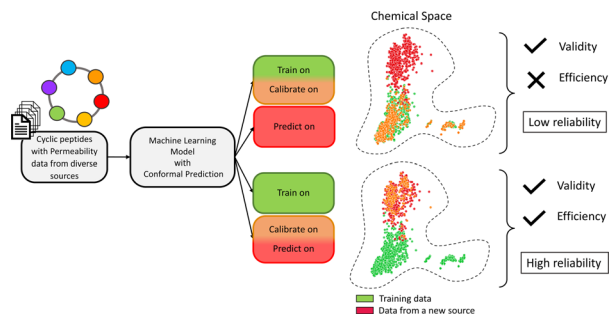 Chemical Space
Train on
Calibrate on
Predict on
Validity
Efficiency
Low reliability
Cyclic peptides
with Permeability
data from diverse
sources
Machine Learning
Model
with
Conformal Prediction
Train on
Calibrate on
Predict on
Validity
Efficiency
High reliability
Training data
Data from a new source